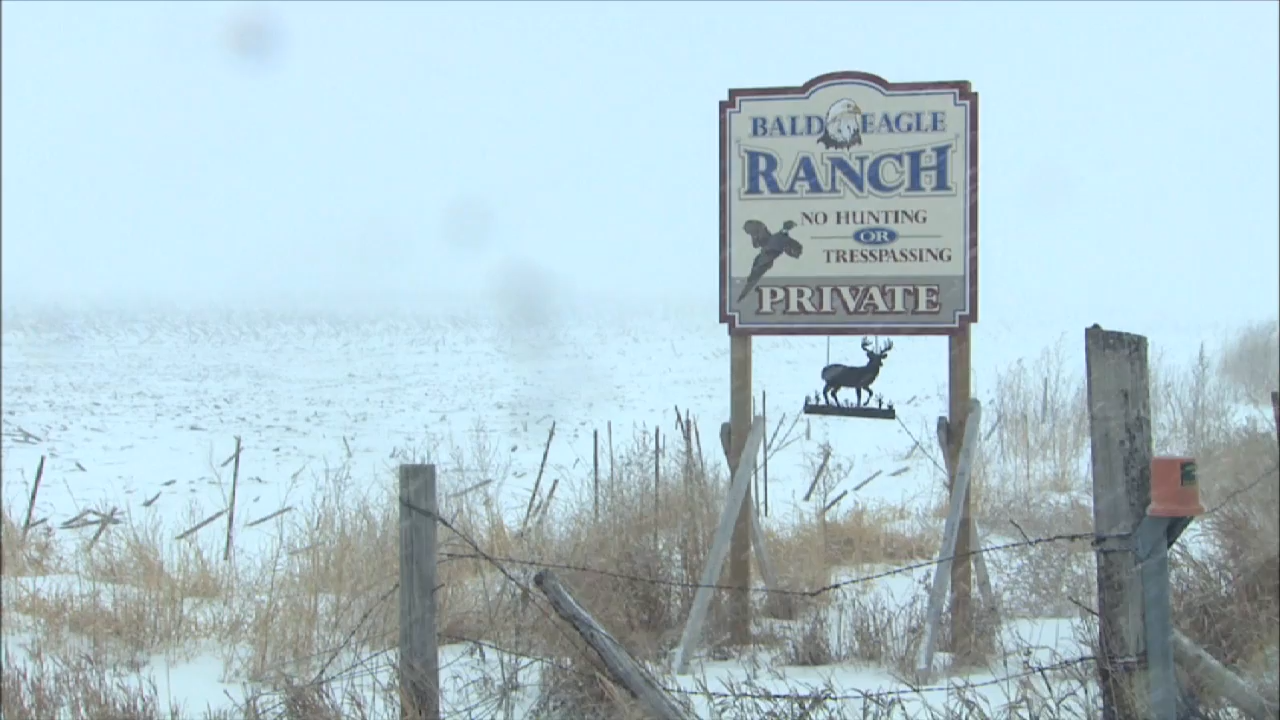 BALD EAGLE
RANCH
NO HUNTING
OR
TRESSPASSING
PRIVATE